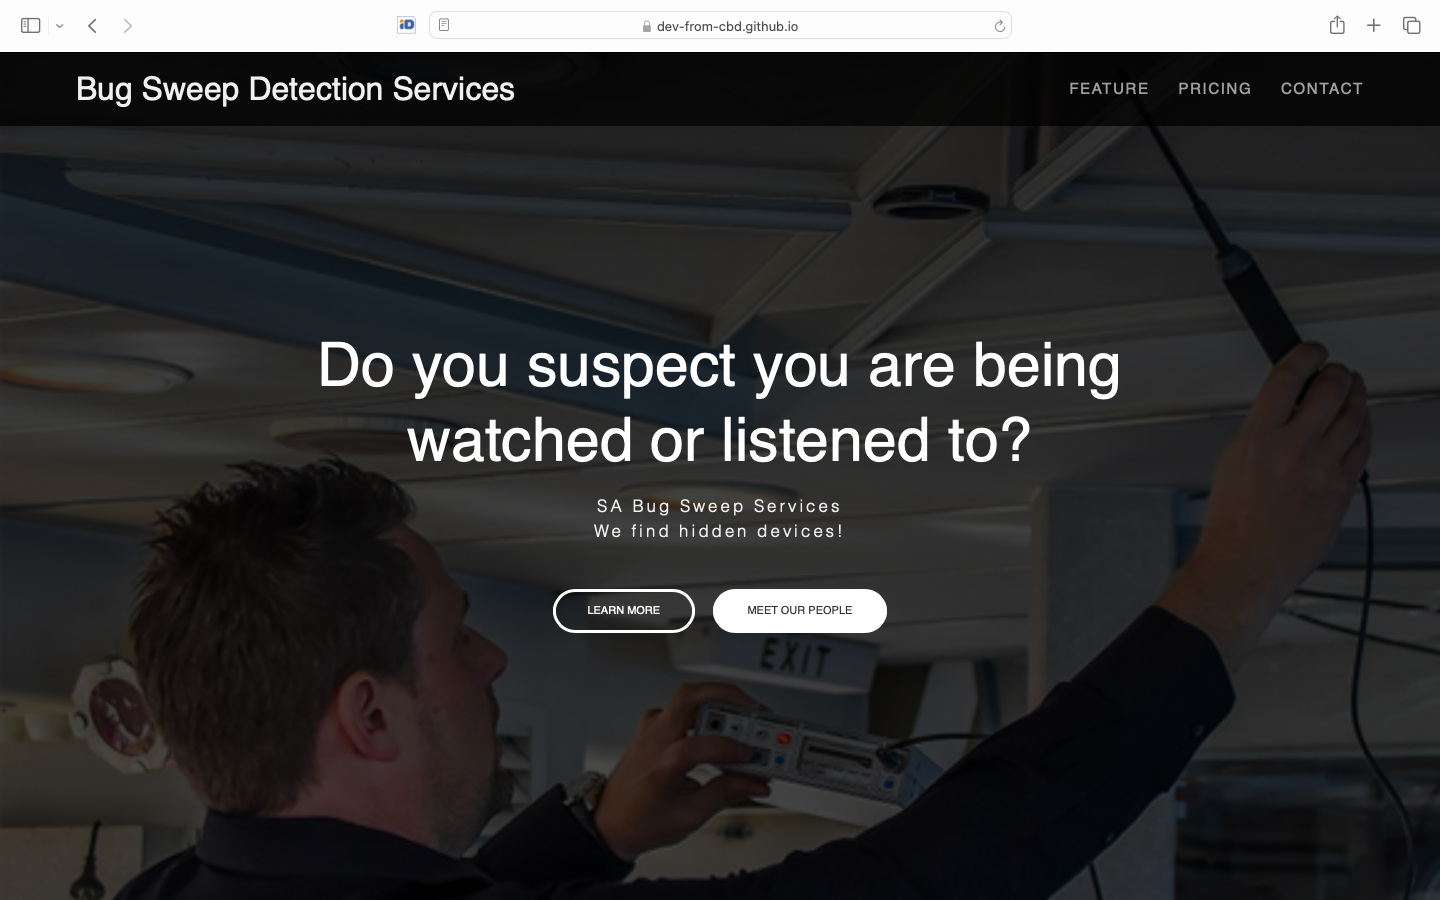 dev-from-cbd.github.io
Bug Sweep Detection Services
FEATURE
PRICING
CONTACT
Do you suspect you are being
watched or listened to?
SA Bug Sweep Services
We find hidden devices!
LEARN MORE
MEET OUR PEOPLE
EXIT